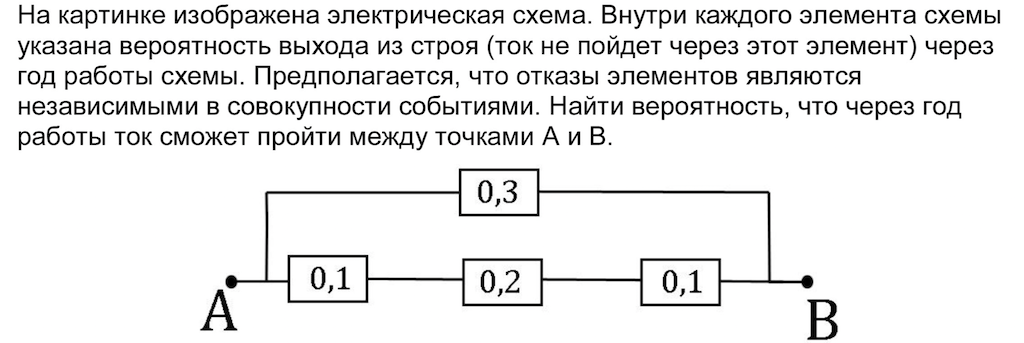 На картинке изображена электрическая схема. Внутри каждого элемента схемы
указана вероятность выхода из строя (ток не пойдет через этот элемент) через
год работы схемы. Предполагается, что отказы элементов являются
независимыми в совокупности событиями. Найти вероятность, что через год
работы ток сможет пройти между точками А и В.
0,3
0,1 0,2 0,1
A B